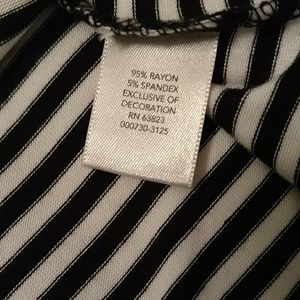 95% RAYON
5% SPANDEX
EXCLUSIVE OF
DECORATION
RN 63823
000730-3125